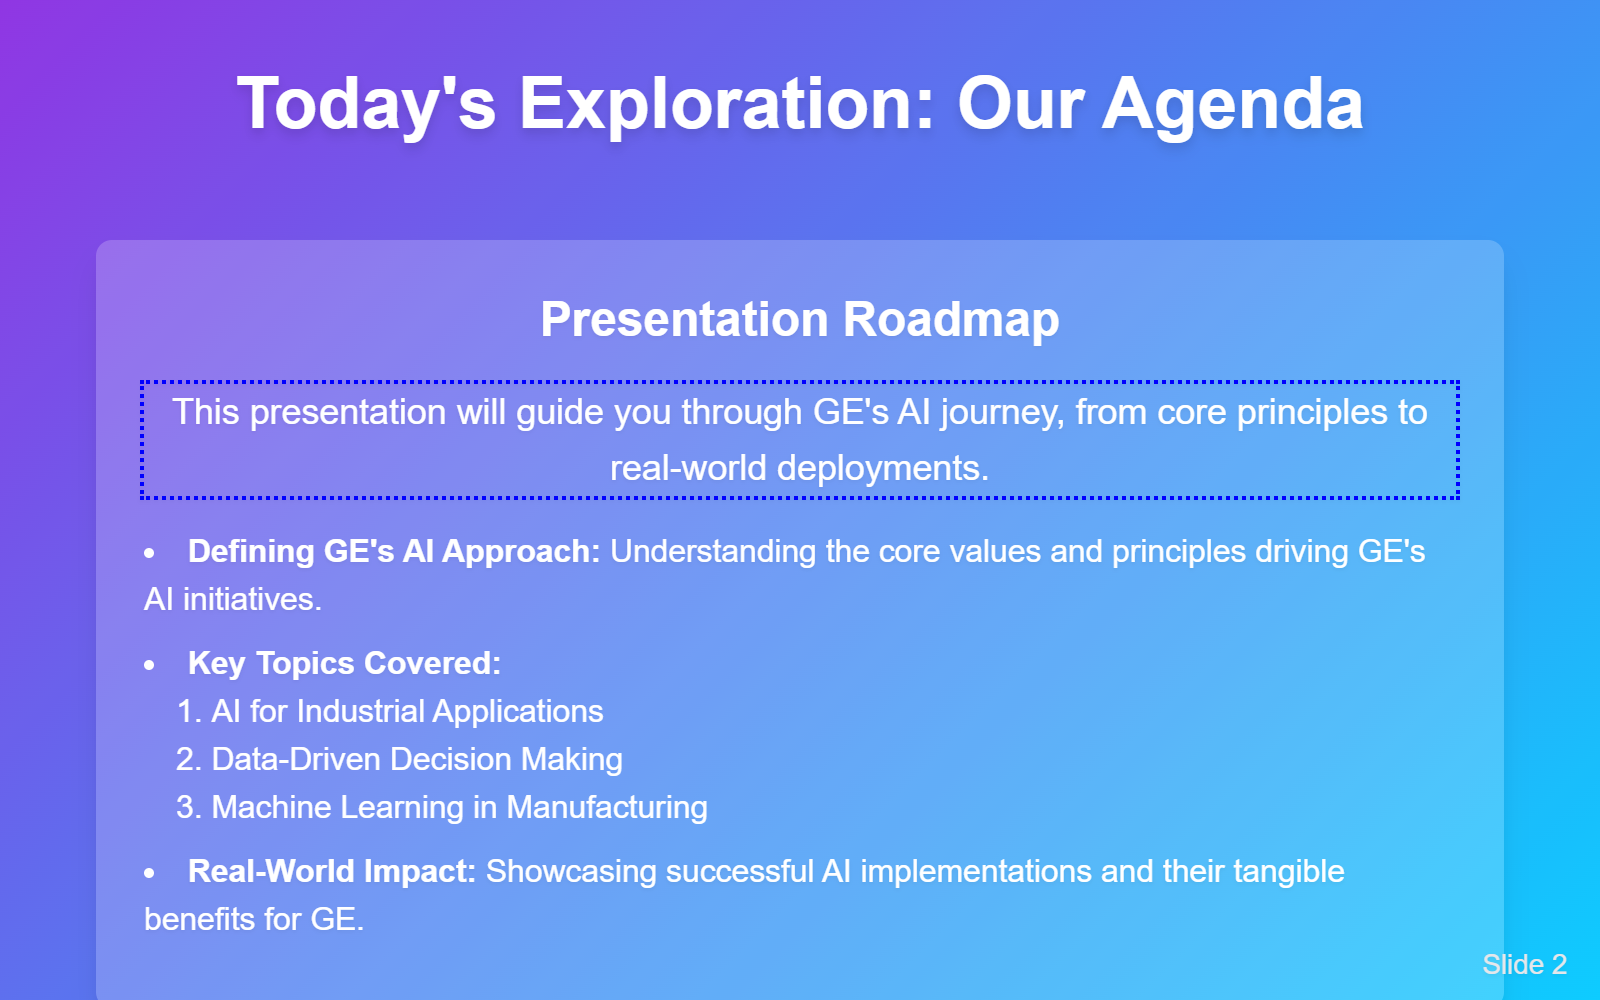 Today's Exploration: Our Agenda
Presentation Roadmap
This presentation will guide you through GE's AI journey, from core principles to
real-world deployments.
• Defining GE's AI Approach: Understanding the core values and principles driving GE's
AI initiatives.
• Key Topics Covered:
1. AI for Industrial Applications
2. Data-Driven Decision Making
3. Machine Learning in Manufacturing
• Real-World Impact: Showcasing successful AI implementations and their tangible
benefits for GE.
Slide 2